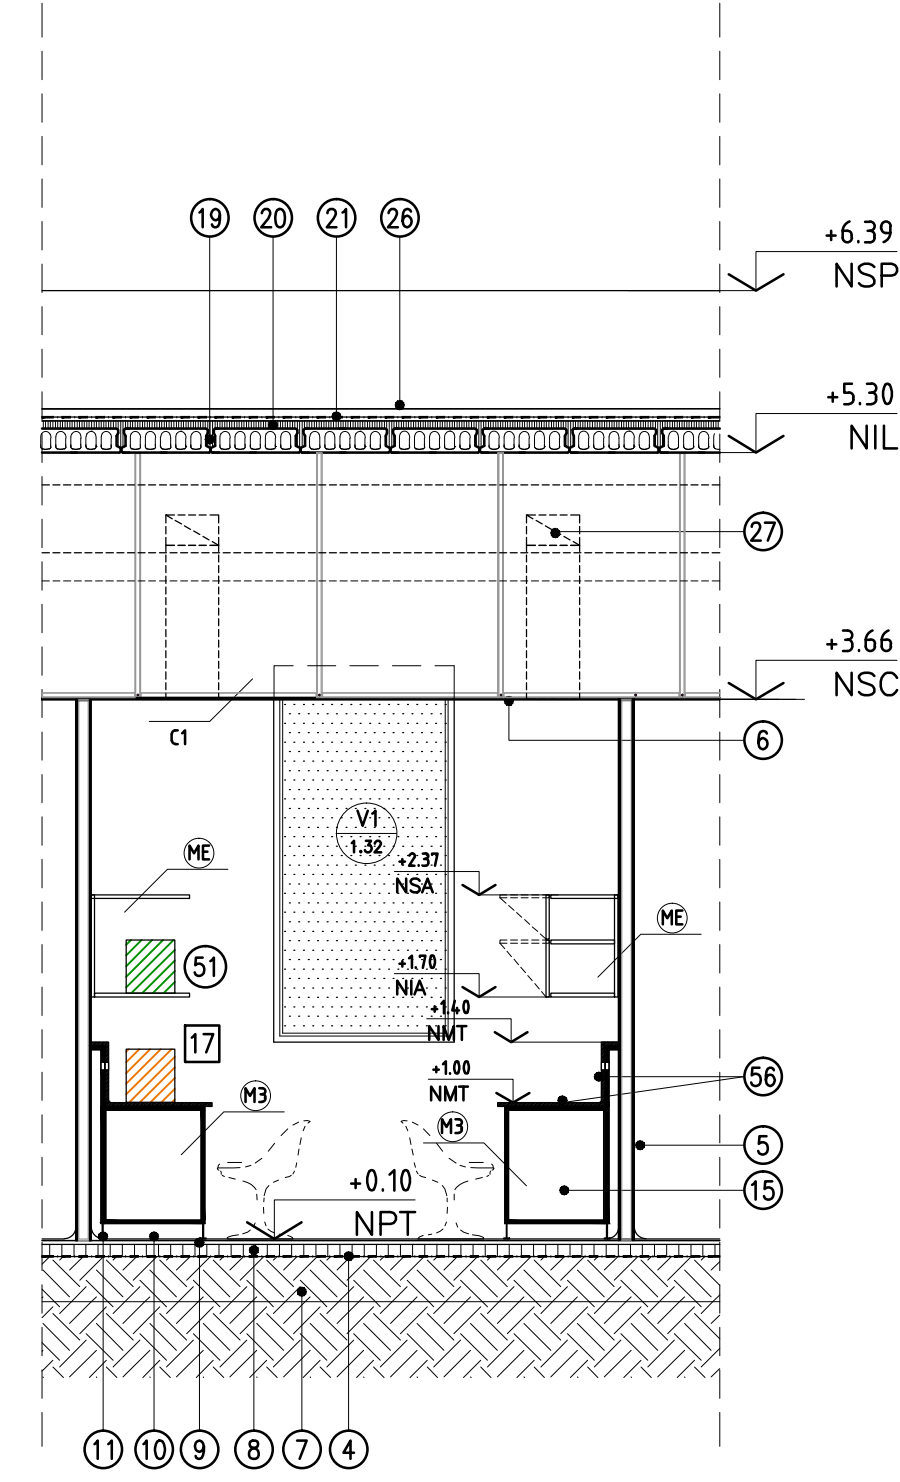 19 20 21 26
+6.39
NSP
+5.30
NIL
27
+3.66
NSC
C1
6
V1
1.32
ME
+2.37
NSA
ME
51
+1.70
NIA
+1.40
NMT
17
+1.00
NMT
56
M3
M3
5
+0.10
15
NPT
11 10 9 8 7 4